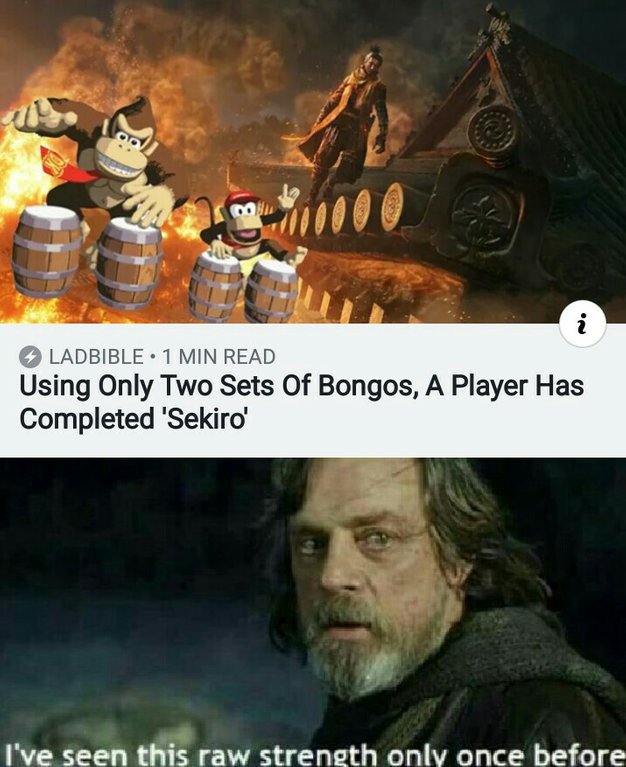 LADBIBLE • 1 MIN READ
Using Only Two Sets Of Bongos, A Player Has
Completed 'Sekiro'
I've seen this raw strength only once before